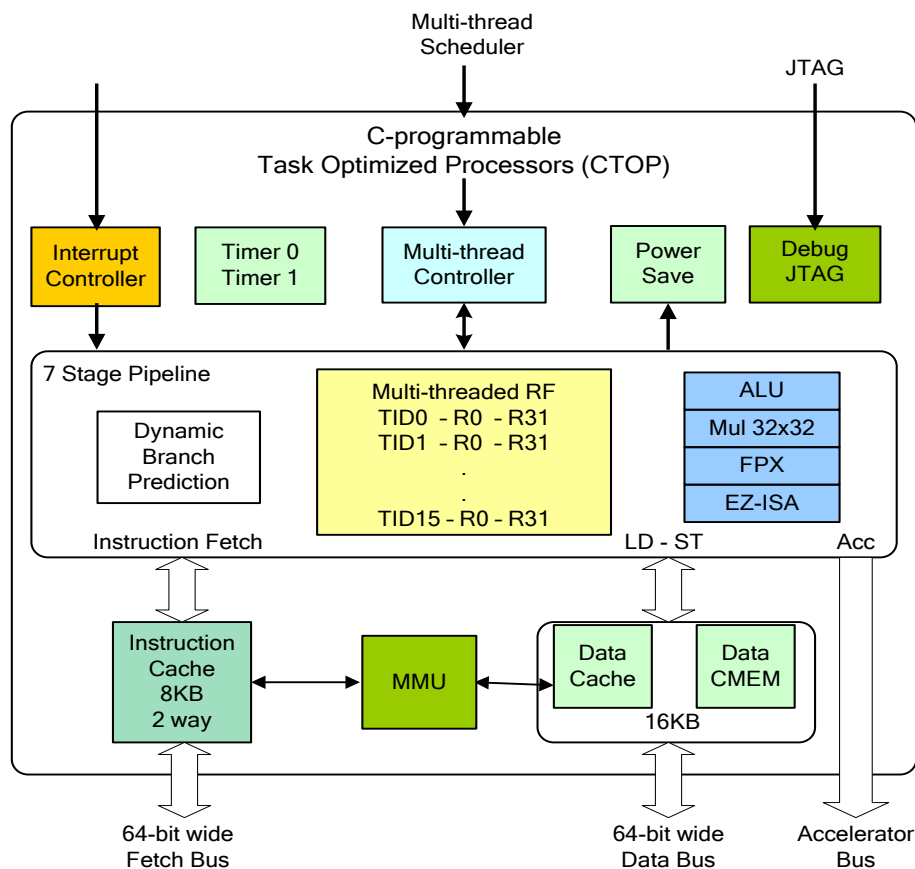 Multi-thread
Scheduler
JTAG
C-programmable
Task Optimized Processors (CTOP)
Interrupt
Controller
Timer 0
Timer 1
Multi-thread
Controller
Power
Save
Debug
JTAG
7 Stage Pipeline
Dynamic
Branch
Prediction
Multi-threaded RF
TID0 - R0 - R31
TID1 - R0 - R31
.
.
TID15 - R0 - R31
ALU
Mul 32x32
FPX
EZ-ISA
Instruction Fetch
LD - ST
Acc
Instruction
Cache
8KB
2 way
MMU
Data
Cache
Data
CMEM
16KB
64-bit wide
Fetch Bus
64-bit wide
Data Bus
Accelerator
Bus